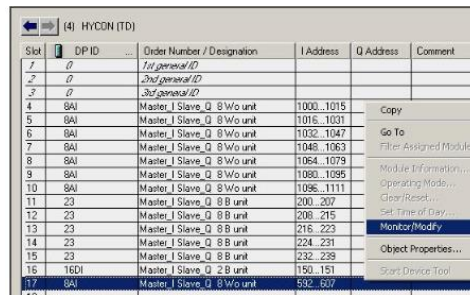 (4) HYCON (TD)
Slot DP ID ... Order Number / Designation I Address Q Address Comment
1 0 1st general ID
2 0 2nd general ID
3 0 3rd general ID
4 8AI Master_I Slave_Q 8 Wo unit 1000...1015
5 8AI Master_I Slave_Q 8 Wo unit 1016...1031
6 8AI Master_I Slave_Q 8 Wo unit 1032...1047
7 8AI Master_I Slave_Q 8 Wo unit 1048...1063
8 8AI Master_I Slave_Q 8 Wo unit 1064...1079
9 8AI Master_I Slave_Q 8 Wo unit 1080...1095
10 8AI Master_I Slave_Q 8 Wo unit 1096...1111
11 23 Master_I Slave_Q 8 B unit 200...207
12 23 Master_I Slave_Q 8 B unit 208...215
13 23 Master_I Slave_Q 8 B unit 216...223
14 23 Master_I Slave_Q 8 B unit 224...231
15 23 Master_I Slave_Q 8 B unit 232...239
16 16DI Master_I Slave_Q 2 B unit 150...151
17 8AI Master_I Slave_Q 8 Wo unit 592...607
Copy
Go To
Filter Assigned Module
Module Information...
Operating Mode...
Clear/Reset...
Set Time of Day...
Monitor/Modify
Object Properties...
Start Device Tool